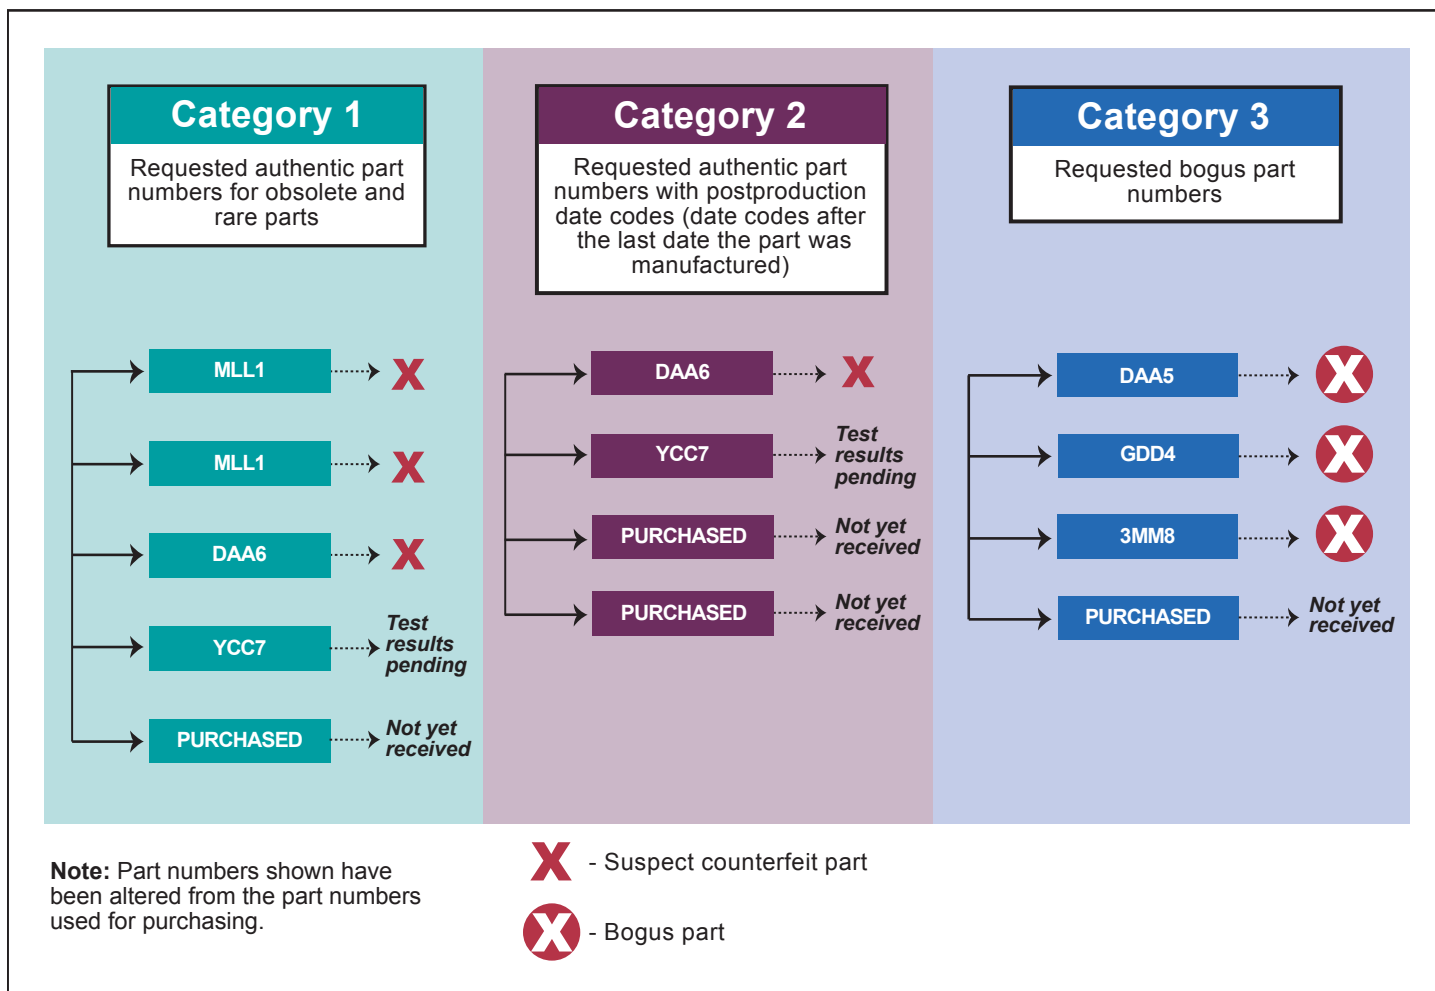 Category 1
Requested authentic part
numbers for obsolete and
rare parts
MLL1
MLL1
DAA6
YCC7
Test
results
pending
PURCHASED
Not yet
received
Category 2
Requested authentic part
numbers with postproduction
date codes (date codes after
the last date the part was
manufactured)
DAA6
YCC7
Test
results
pending
PURCHASED
Not yet
received
PURCHASED
Not yet
received
Category 3
Requested bogus part
numbers
DAA5
GDD4
3MM8
PURCHASED
Not yet
received
Note: Part numbers shown have
been altered from the part numbers
used for purchasing.
- Suspect counterfeit part
- Bogus part